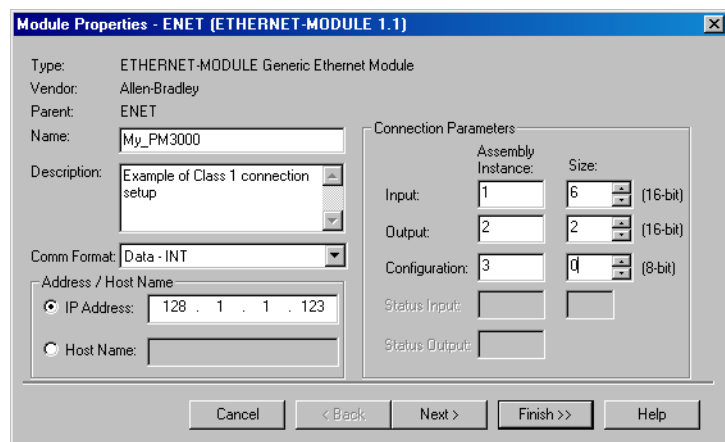 Module Properties - ENET (ETHERNET-MODULE 1.1)
Type: ETHERNET-MODULE Generic Ethernet Module
Vendor: Allen-Bradley
Parent: ENET
Name: My_PM3000
Description: Example of Class 1 connection
setup
Comm Format: Data - INT
Address / Host Name
IP Address: 128 . 1 . 1 . 123
Host Name:
Connection Parameters
Assembly
Instance: Size:
Input: 1 6 (16-bit)
Output: 2 2 (16-bit)
Configuration: 3 0 (8-bit)
Status Input:
Status Output:
Cancel < Back Next > Finish >> Help